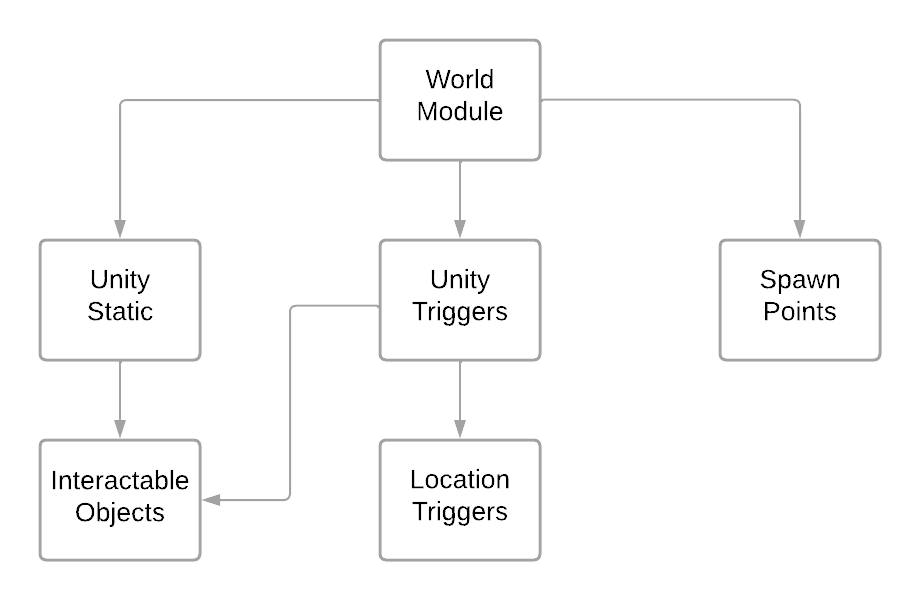 World
Module
Unity
Static
Unity
Triggers
Spawn
Points
Interactable
Objects
Location
Triggers